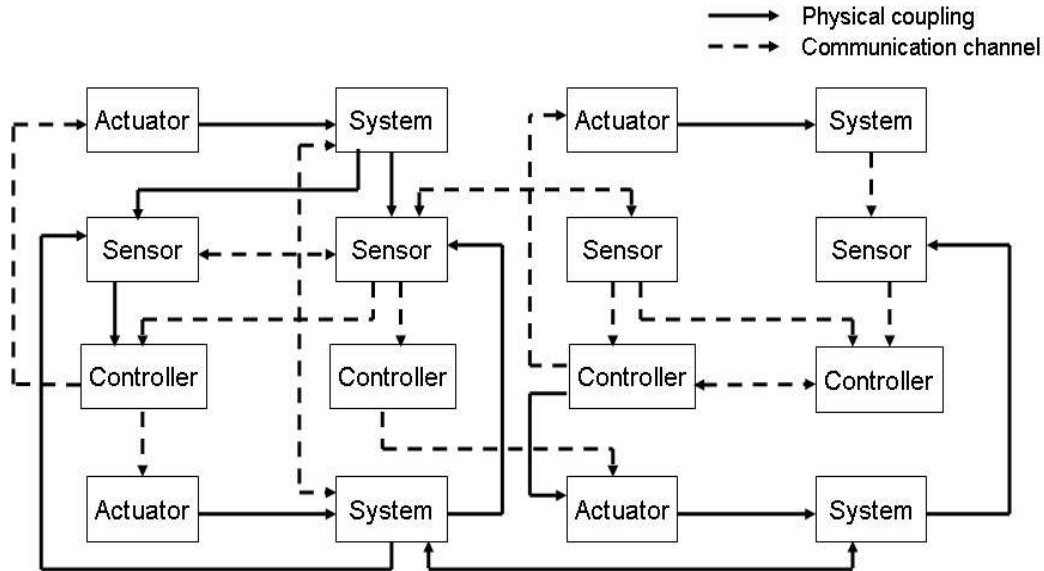 Physical coupling
Communication channel
Actuator System Actuator System
Sensor Sensor Sensor Sensor
Controller Controller Controller Controller
Actuator System Actuator System